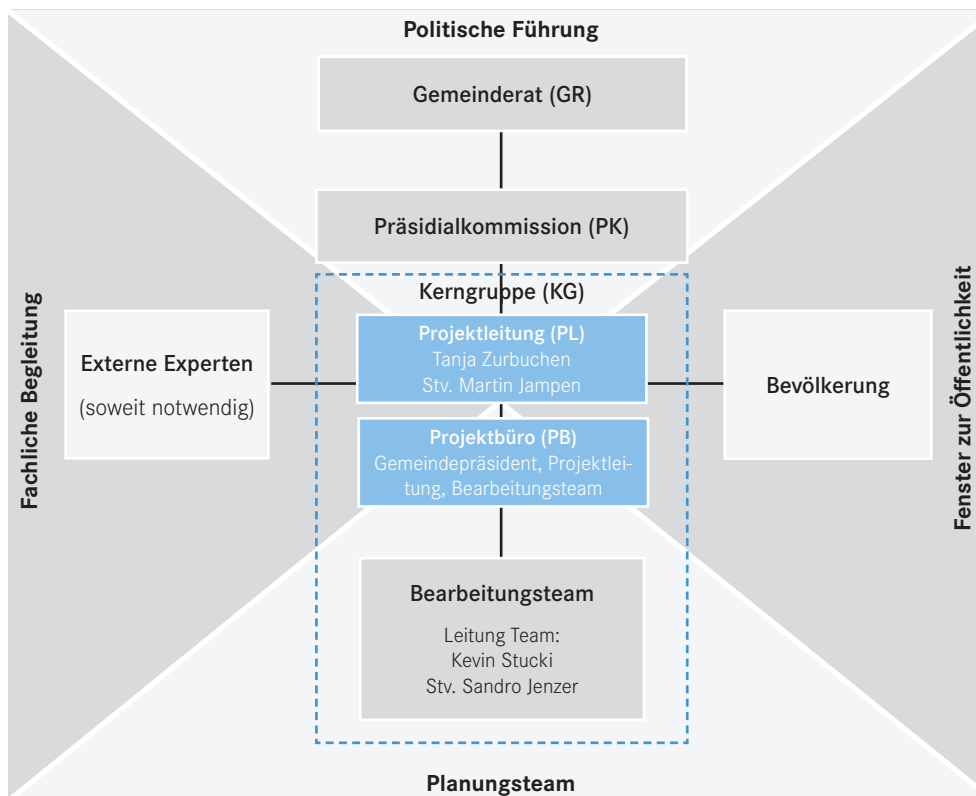 Politische Führung
Gemeinderat (GR)
Präsidialkommission (PK)
Kerngruppe (KG)
Projektleitung (PL)
Tanja Zurbuchen
Stv. Martin Jampen
Fachliche Begleitung
Externe Experten
(soweit notwendig)
Bevölkerung
Fenster zur Öffentlichkeit
Projektbüro (PB)
Gemeindepräsident, Projektlei-
tung, Bearbeitungsteam
Bearbeitungsteam
Leitung Team:
Kevin Stucki
Stv. Sandro Jenzer
Planungsteam